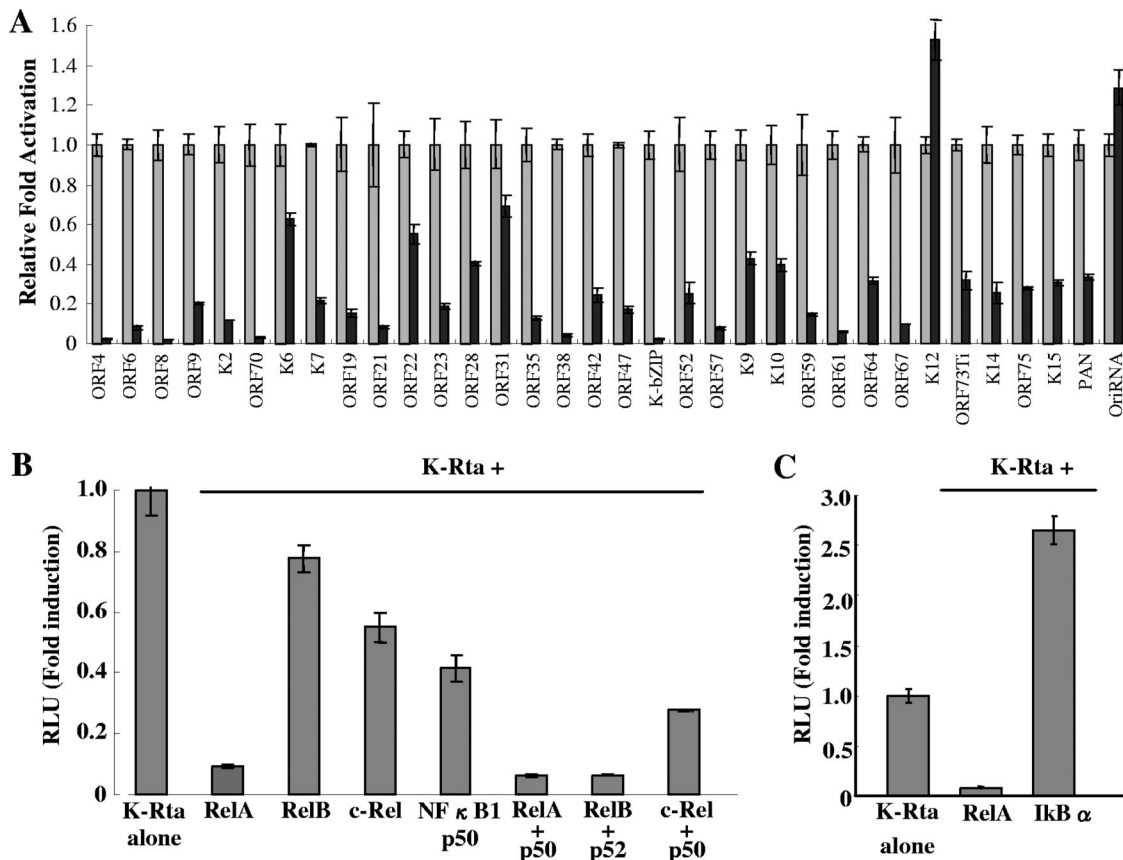 A
Relative Fold Activation
1.6
1.4
1.2
1.0
0.8
0.6
0.4
0.2
0
ORF4
ORF6
ORF8
ORF9
K2
ORF70
K6
K7
ORF19
ORF21
ORF22
ORF23
ORF28
ORF31
ORF35
ORF38
ORF42
ORF47
K-bZIP
ORF52
ORF57
K9
K10
ORF59
ORF61
ORF64
ORF67
K12
ORF73Ti
K14
ORF75
K15
PAN
OriRNA
B
K-Rta +
RLU (Fold induction)
1.0
0.8
0.6
0.4
0.2
0
K-Rta alone
RelA
RelB
c-Rel
NF κ B1 p50
RelA + p50
RelB + p52
c-Rel + p50
C
K-Rta +
RLU (Fold induction)
3.0
2.5
2.0
1.5
1.0
0.5
0
K-Rta alone
RelA
IkB α